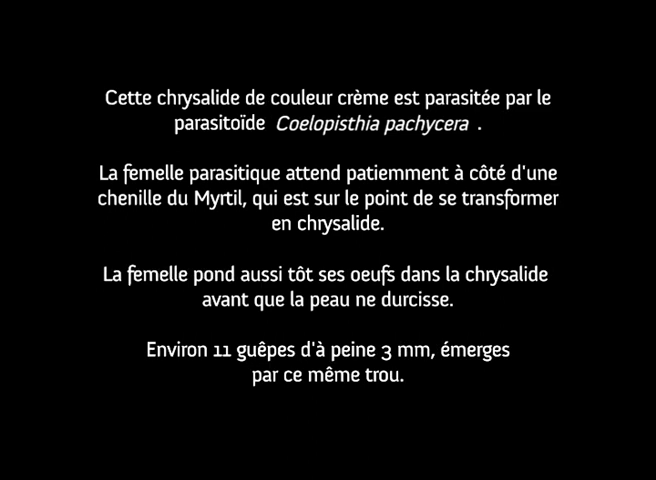 Cette chrysalide de couleur crème est parasitée par le
parasitoïde Coelopisthia pachycera .
La femelle parasitique attend patiemment à côté d'une
chenille du Myrtil, qui est sur le point de se transformer
en chrysalide.
La femelle pond aussi tôt ses oeufs dans la chrysalide
avant que la peau ne durcisse.
Environ 11 guêpes d'à peine 3 mm, émerges
par ce même trou.